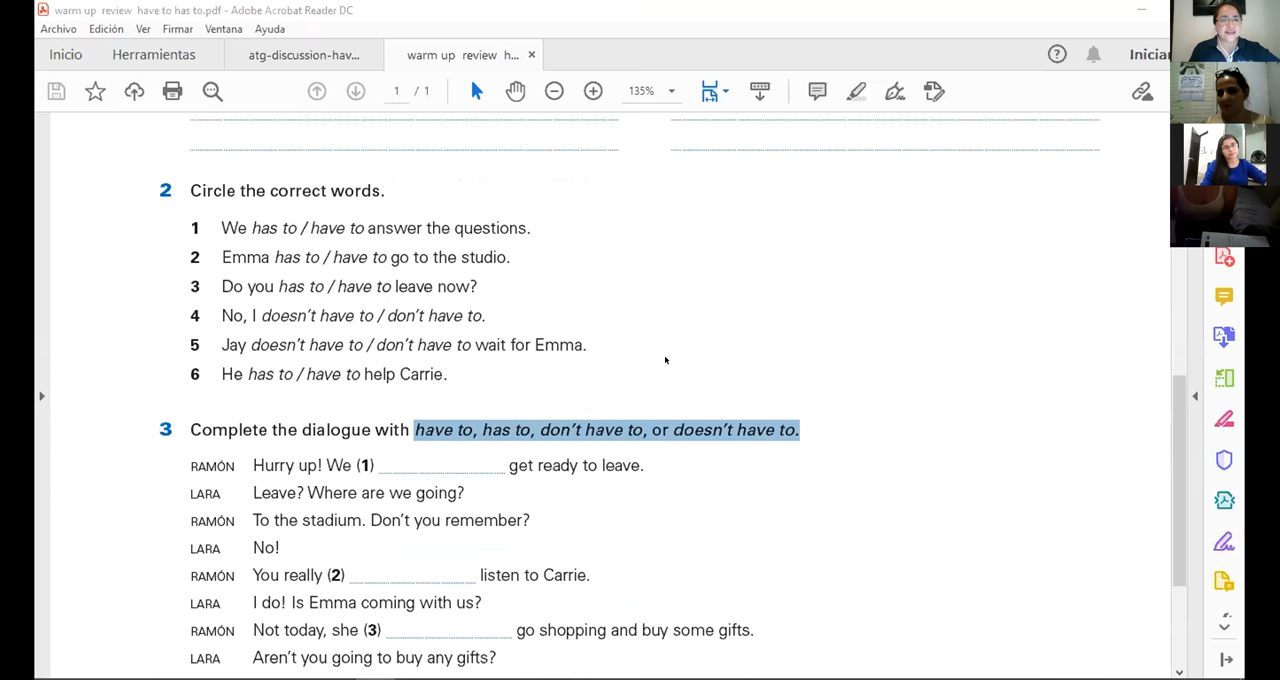 warm up  review  have to has to.pdf - Adobe Acrobat Reader DC
Archivo Edición Ver Firmar Ventana Ayuda
Inicio Herramientas atg-discussion-hav... warm up  review  h... × Iniciar
1 / 1 135%
2 Circle the correct words.
1 We has to / have to answer the questions.
2 Emma has to / have to go to the studio.
3 Do you has to / have to leave now?
4 No, I doesn't have to / don't have to.
5 Jay doesn't have to / don't have to wait for Emma.
6 He has to / have to help Carrie.
3 Complete the dialogue with have to, has to, don't have to, or doesn't have to.
RAMÓN Hurry up! We (1) get ready to leave.
LARA Leave? Where are we going?
RAMÓN To the stadium. Don't you remember?
LARA No!
RAMÓN You really (2) listen to Carrie.
LARA I do! Is Emma coming with us?
RAMÓN Not today, she (3) go shopping and buy some gifts.
LARA Aren't you going to buy any gifts?